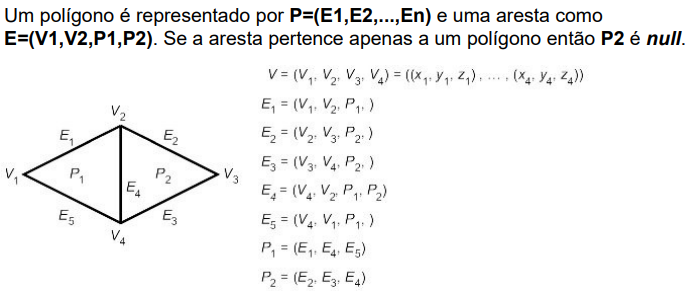 Um polígono é representado por P=(E1,E2,...,En) e uma aresta como
E=(V1,V2,P1,P2). Se a aresta pertence apenas a um polígono então P2 é null.
V = (V₁, V₂, V₃, V₄) = ((x₁, y₁, z₁), ... , (x₄, y₄, z₄))
E₁ = (V₁, V₂, P₁, )
E₂ = (V₂, V₃, P₂, )
E₃ = (V₃, V₄, P₂, )
E₄ = (V₄, V₂, P₁, P₂)
E₅ = (V₄, V₁, P₁, )
P₁ = (E₁, E₄, E₅)
P₂ = (E₂, E₃, E₄)
V₂
E₁ E₂
V₁ P₁ P₂ V₃
E₄
E₅ E₃
V₄